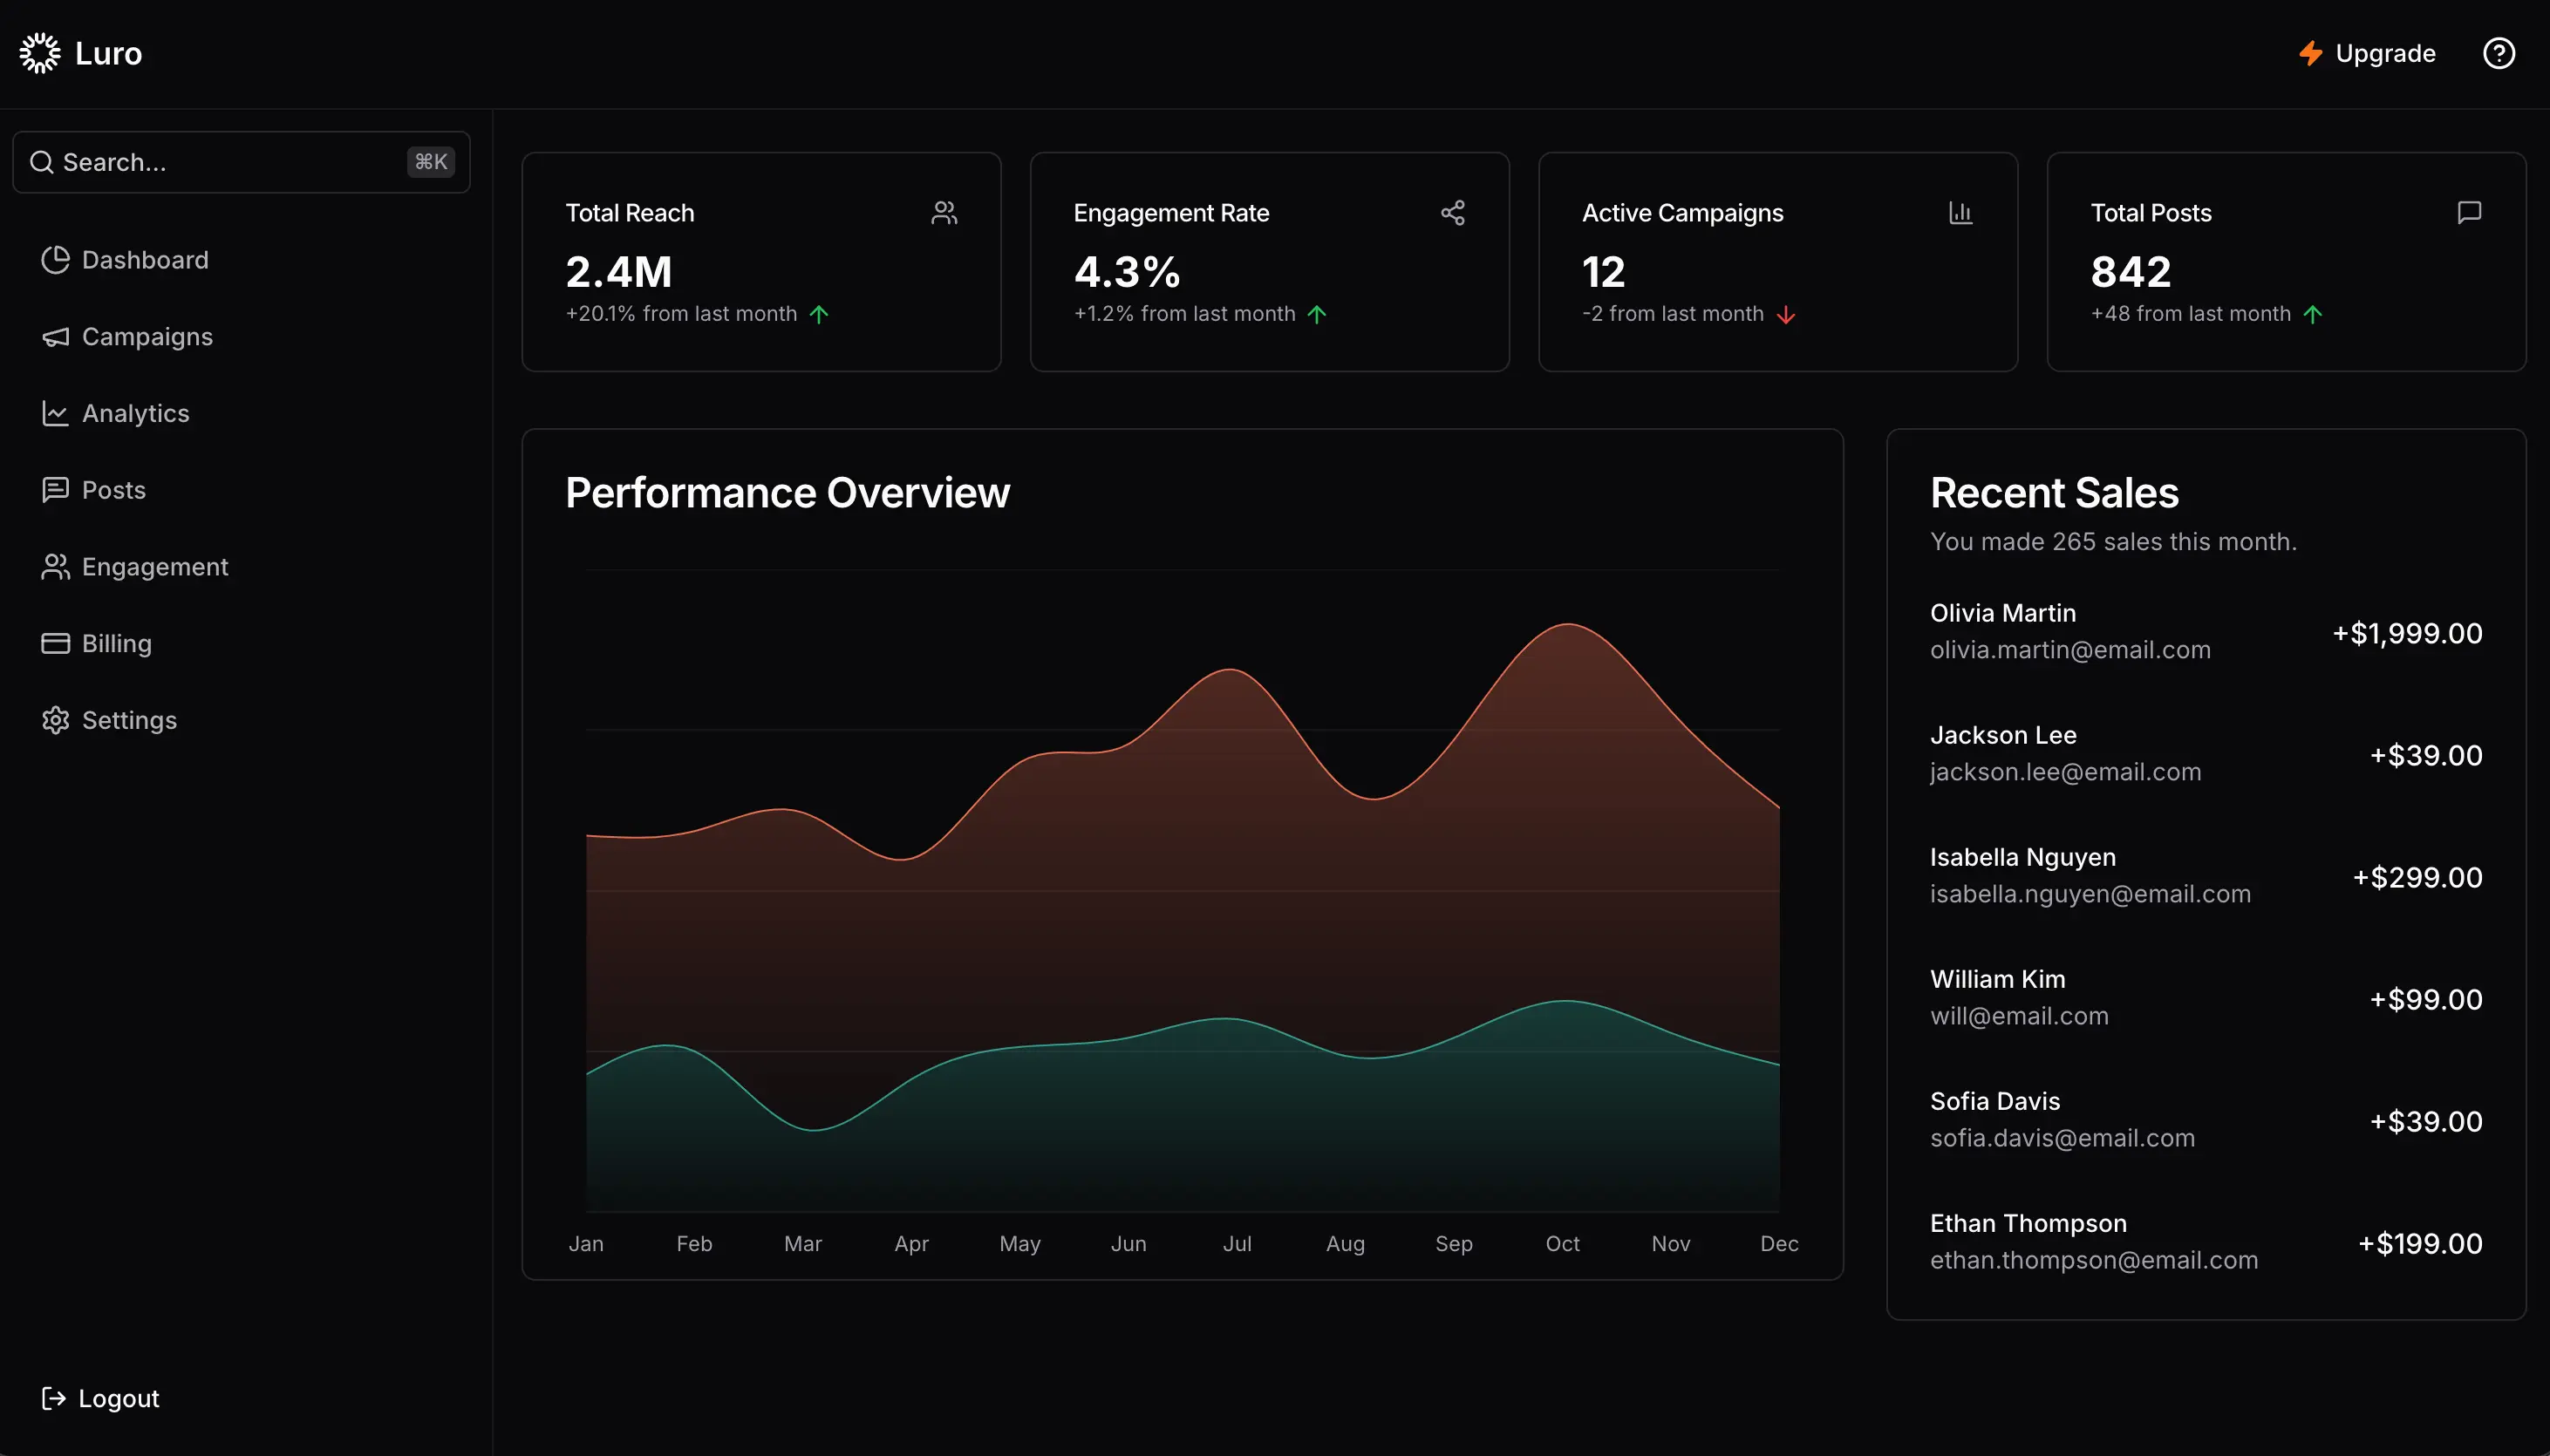 Luro
Upgrade
Search...
⌘K
Dashboard
Campaigns
Analytics
Posts
Engagement
Billing
Settings
Logout
Total Reach
2.4M
+20.1% from last month
Engagement Rate
4.3%
+1.2% from last month
Active Campaigns
12
-2 from last month
Total Posts
842
+48 from last month
Performance Overview
Jan
Feb
Mar
Apr
May
Jun
Jul
Aug
Sep
Oct
Nov
Dec
Recent Sales
You made 265 sales this month.
Olivia Martin
olivia.martin@email.com
+$1,999.00
Jackson Lee
jackson.lee@email.com
+$39.00
Isabella Nguyen
isabella.nguyen@email.com
+$299.00
William Kim
will@email.com
+$99.00
Sofia Davis
sofia.davis@email.com
+$39.00
Ethan Thompson
ethan.thompson@email.com
+$199.00